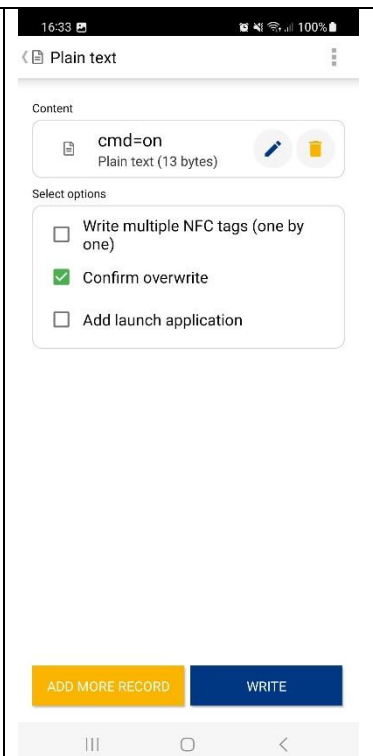 16:33 100%
Plain text
Content
cmd=on
Plain text (13 bytes)
Select options
Write multiple NFC tags (one by
one)
Confirm overwrite
Add launch application
ADD MORE RECORD WRITE